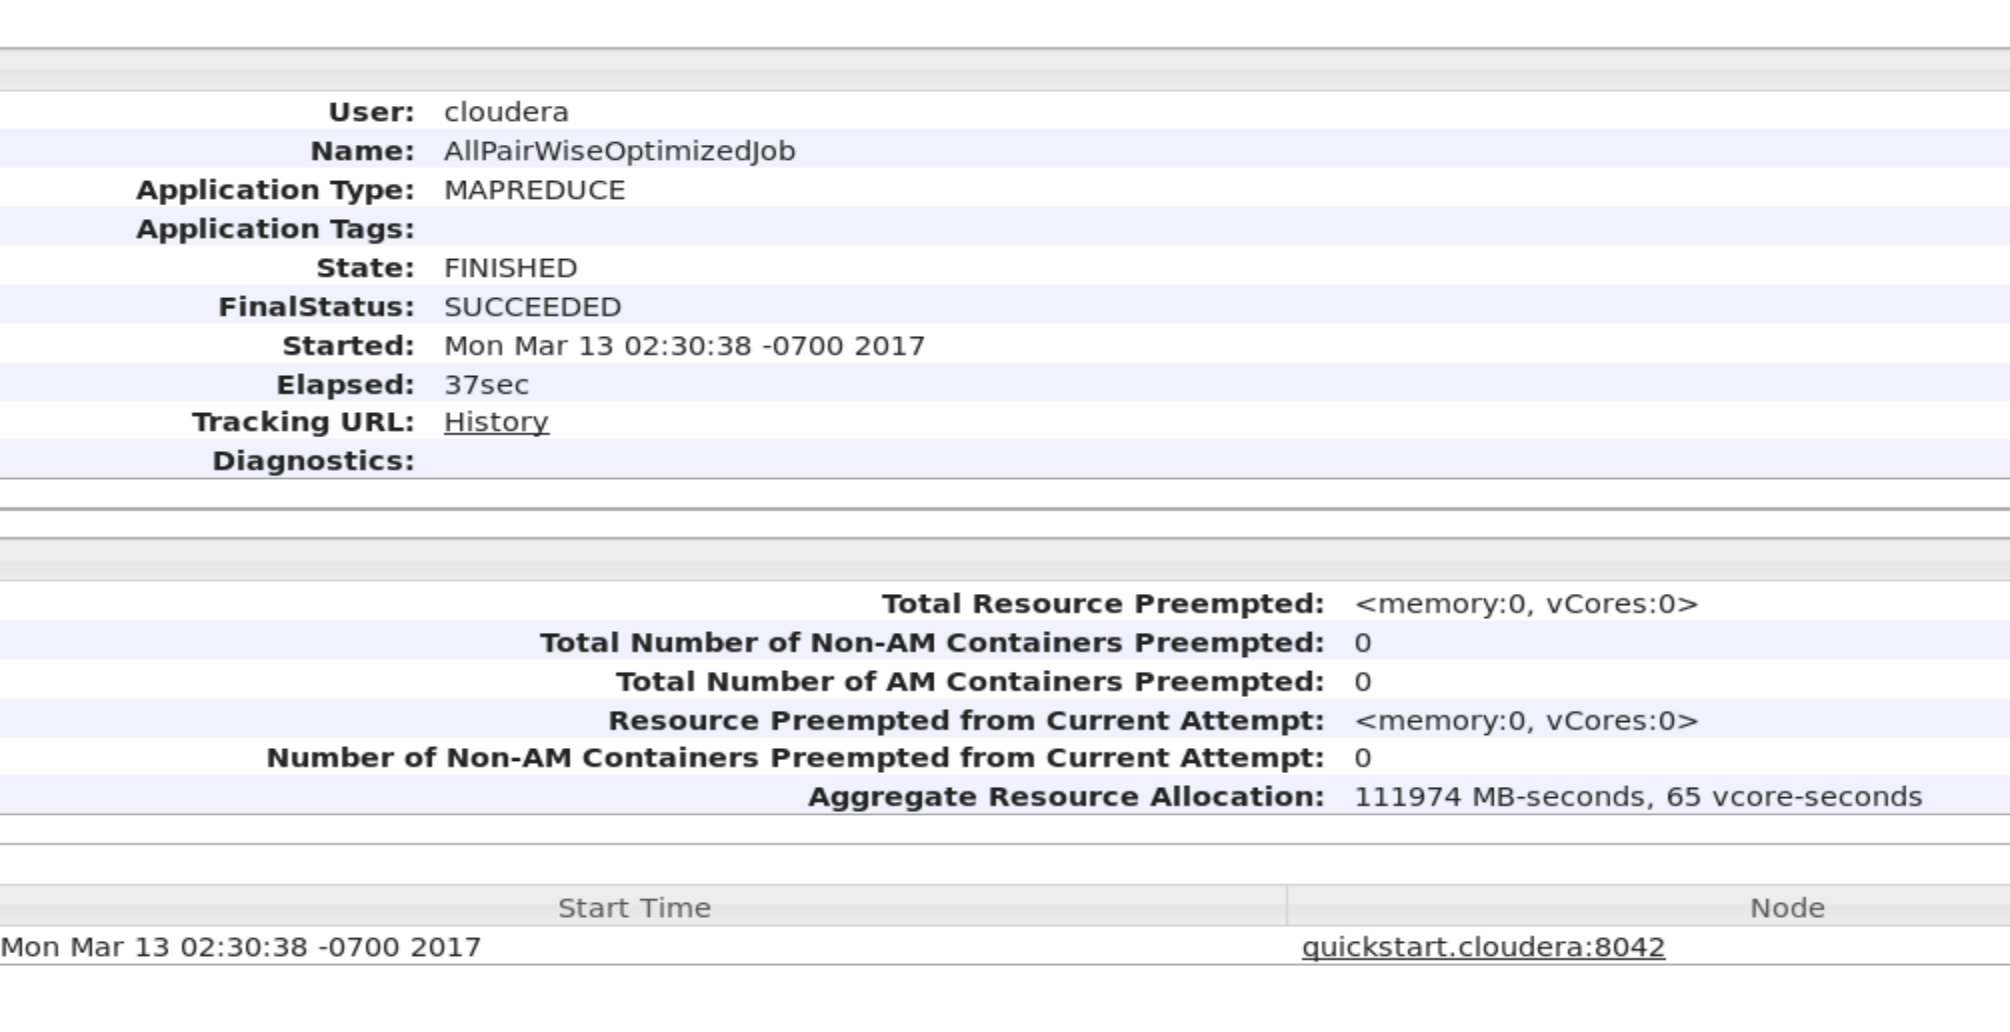 User: cloudera
Name: AllPairWiseOptimizedJob
Application Type: MAPREDUCE
Application Tags:
State: FINISHED
FinalStatus: SUCCEEDED
Started: Mon Mar 13 02:30:38 -0700 2017
Elapsed: 37sec
Tracking URL: History
Diagnostics:
Total Resource Preempted: <memory:0, vCores:0>
Total Number of Non-AM Containers Preempted: 0
Total Number of AM Containers Preempted: 0
Resource Preempted from Current Attempt: <memory:0, vCores:0>
Number of Non-AM Containers Preempted from Current Attempt: 0
Aggregate Resource Allocation: 111974 MB-seconds, 65 vcore-seconds
Start Time Node
Mon Mar 13 02:30:38 -0700 2017 quickstart.cloudera:8042